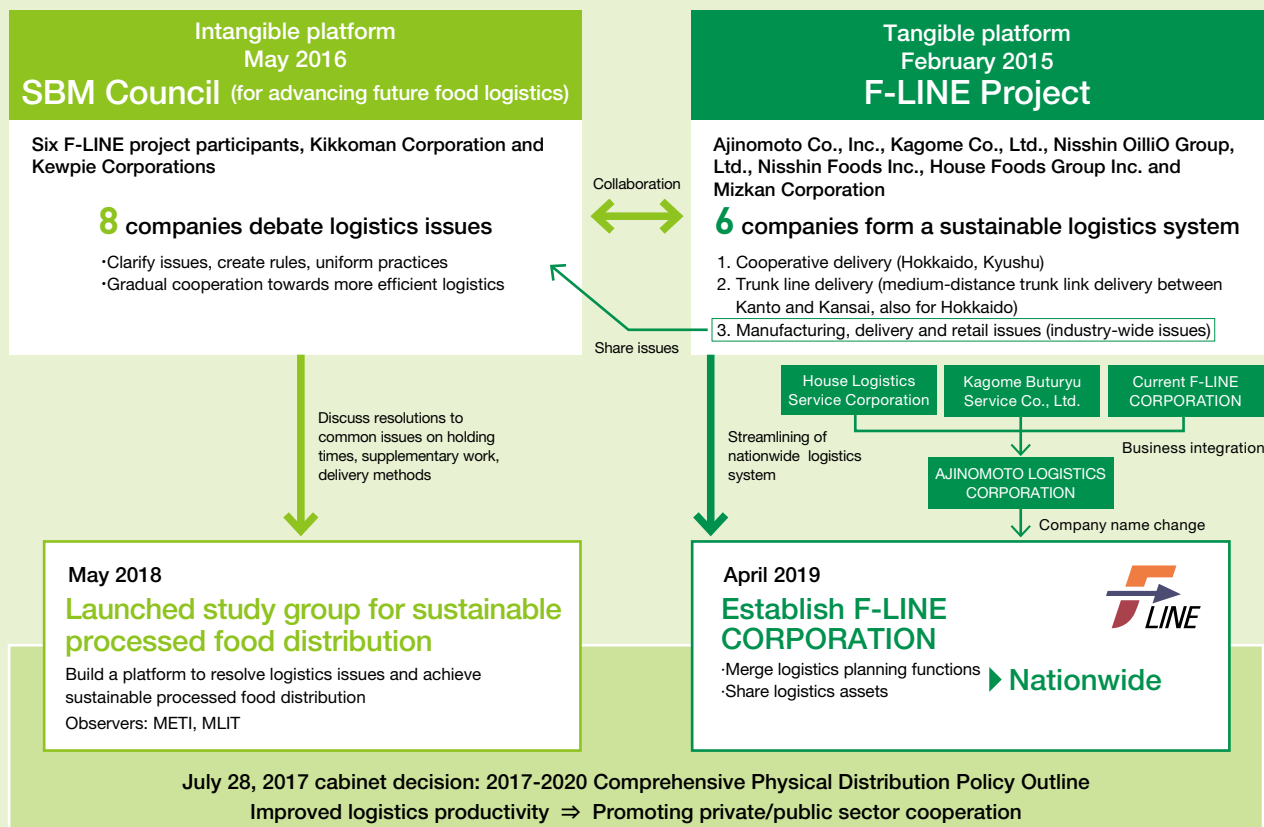 Intangible platform
May 2016
SBM Council (for advancing future food logistics)
Six F-LINE project participants, Kikkoman Corporation and
Kewpie Corporations
8 companies debate logistics issues
・Clarify issues, create rules, uniform practices
・Gradual cooperation towards more efficient logistics
Collaboration
Share issues
Tangible platform
February 2015
F-LINE Project
Ajinomoto Co., Inc., Kagome Co., Ltd., Nisshin OilliO Group,
Ltd., Nisshin Foods Inc., House Foods Group Inc. and
Mizkan Corporation
6 companies form a sustainable logistics system
1. Cooperative delivery (Hokkaido, Kyushu)
2. Trunk line delivery (medium-distance trunk link delivery between
Kanto and Kansai, also for Hokkaido)
3. Manufacturing, delivery and retail issues (industry-wide issues)
Discuss resolutions to
common issues on holding
times, supplementary work,
delivery methods
Streamlining of
nationwide logistics
system
House Logistics
Service Corporation
Kagome Buturyu
Service Co., Ltd.
Current F-LINE
CORPORATION
Business integration
AJINOMOTO LOGISTICS
CORPORATION
Company name change
May 2018
Launched study group for sustainable
processed food distribution
Build a platform to resolve logistics issues and achieve
sustainable processed food distribution
Observers: METI, MLIT
April 2019
Establish F-LINE
CORPORATION
·Merge logistics planning functions
·Share logistics assets
Nationwide
F LINE
July 28, 2017 cabinet decision: 2017-2020 Comprehensive Physical Distribution Policy Outline
Improved logistics productivity ⇒ Promoting private/public sector cooperation